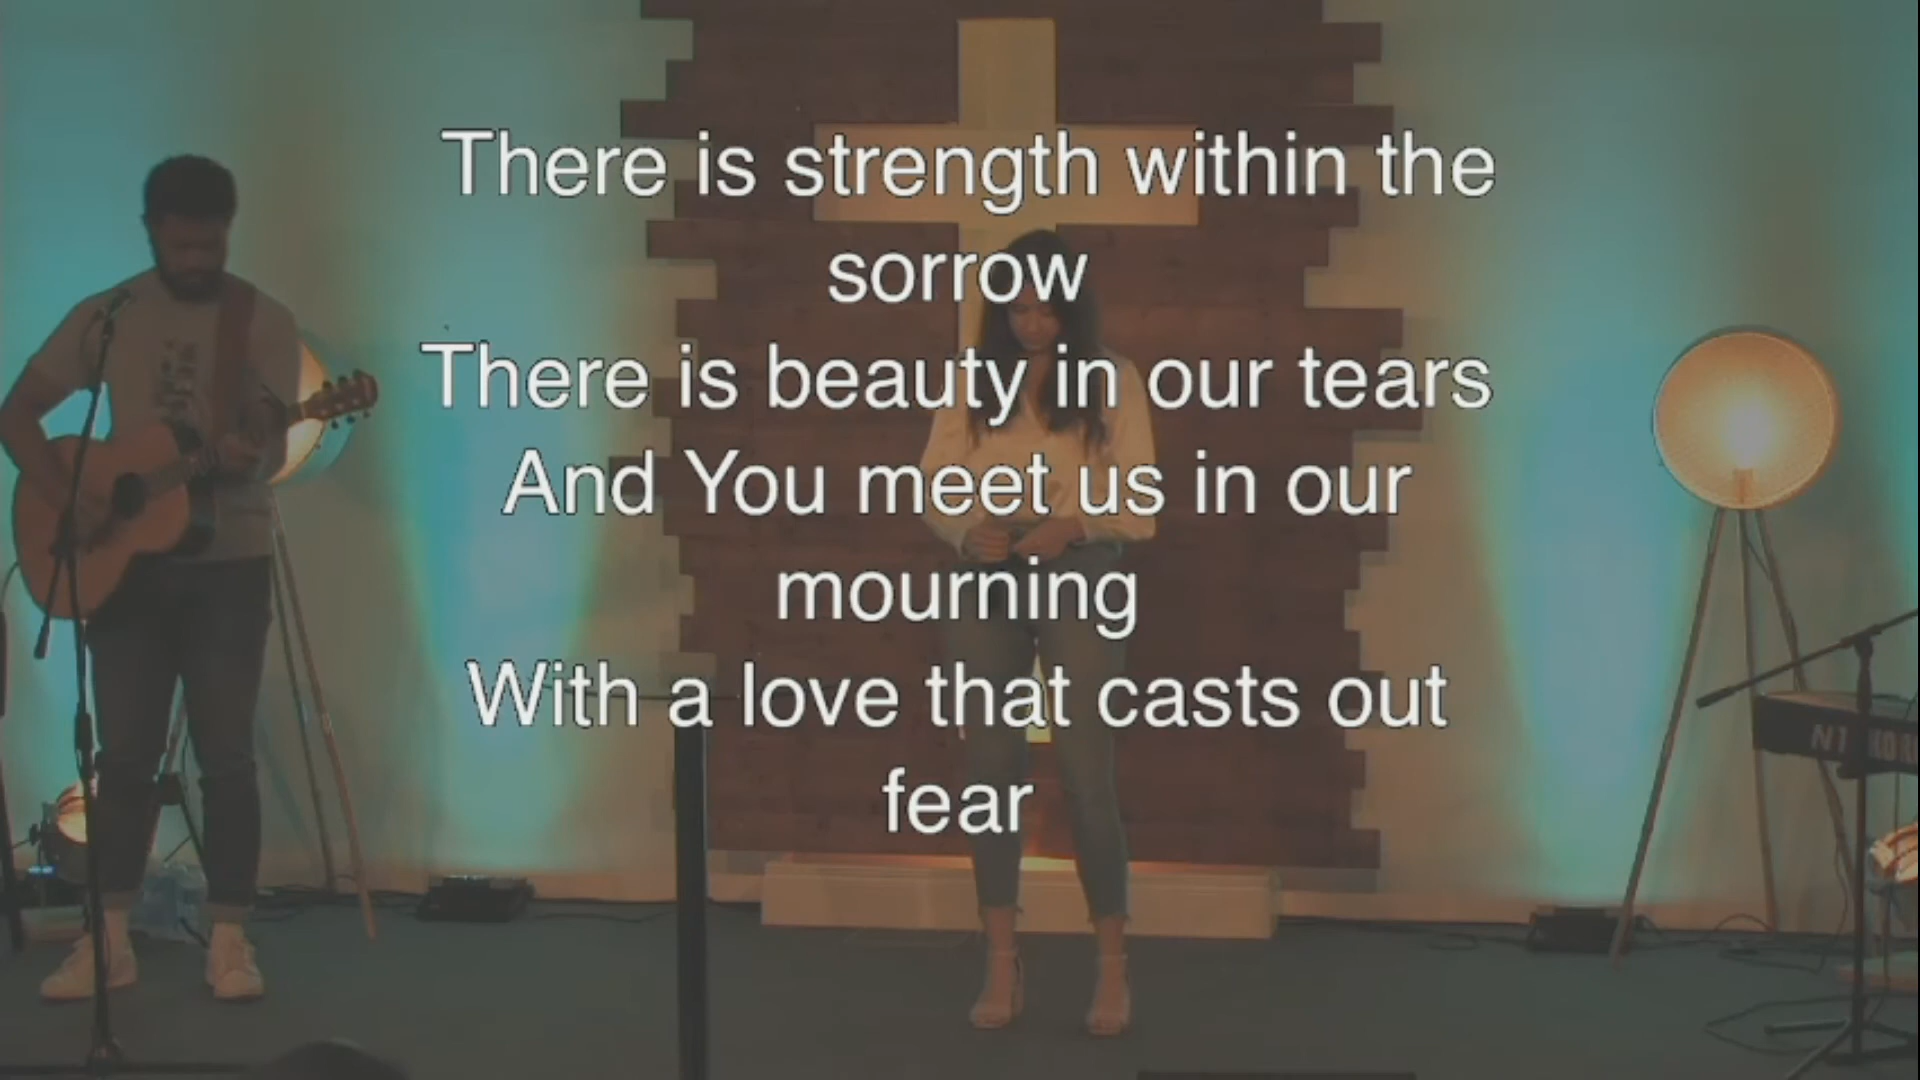 There is strength within the
sorrow
There is beauty in our tears
And You meet us in our
mourning
With a love that casts out
fear
N1